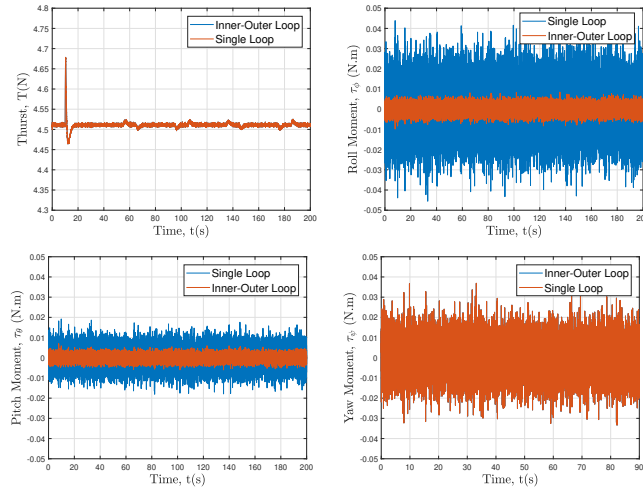 4.8
4.75
4.7
4.65
4.6
4.55
4.5
4.45
4.4
4.35
4.3
Thurst, T(N)
Inner-Outer Loop
Single Loop
0 20 40 60 80 100 120 140 160 180 200
Time, t(s)
0.05
0.04
0.03
0.02
0.01
0
-0.01
-0.02
-0.03
-0.04
-0.05
Roll Moment, τψ (N.m)
Single Loop
Inner-Outer Loop
0 20 40 60 80 100 120 140 160 180 200
Time, t(s)
0.05
0.04
0.03
0.02
0.01
0
-0.01
-0.02
-0.03
-0.04
-0.05
Pitch Moment, τθ (N.m)
Single Loop
Inner-Outer Loop
0 20 40 60 80 100 120 140 160 180 200
Time, t(s)
0.05
0.04
0.03
0.02
0.01
0
-0.01
-0.02
-0.03
-0.04
-0.05
Yaw Moment, τψ (N.m)
Inner-Outer Loop
Single Loop
0 10 20 30 40 50 60 70 80 90
Time, t(s)